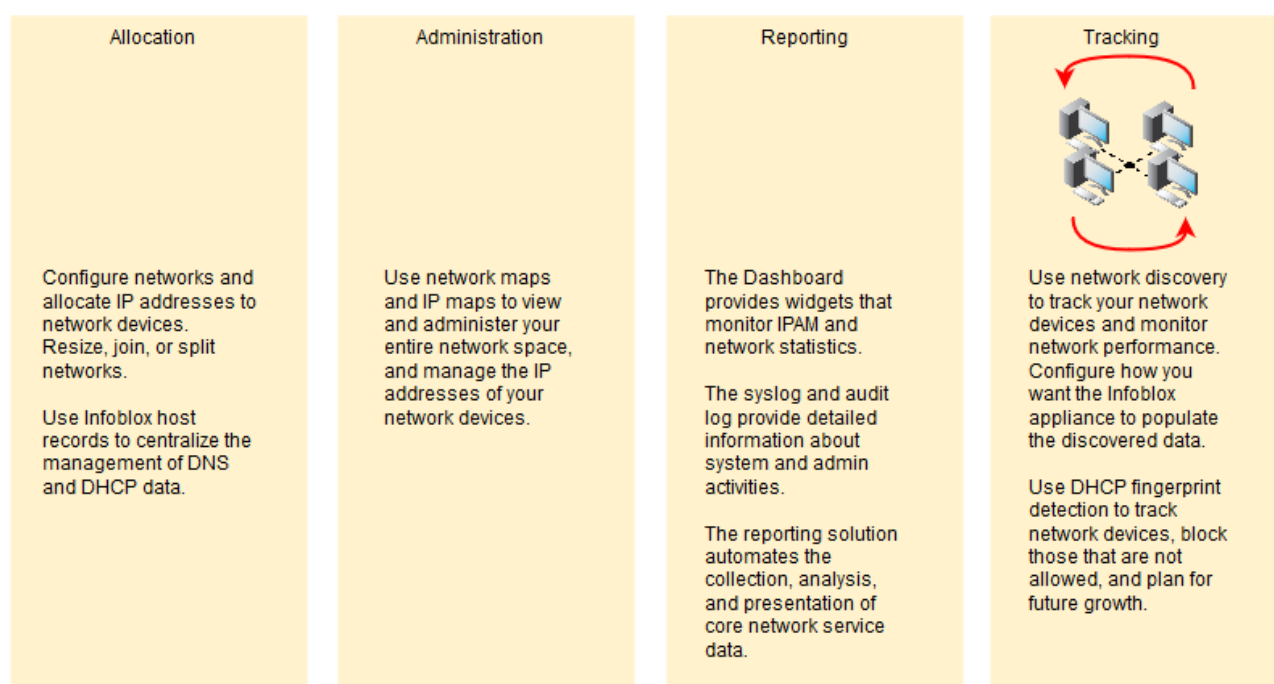 Allocation
Configure networks and
allocate IP addresses to
network devices.
Resize, join, or split
networks.
Use Infoblox host
records to centralize the
management of DNS
and DHCP data.
Administration
Use network maps
and IP maps to view
and administer your
entire network space,
and manage the IP
addresses of your
network devices.
Reporting
The Dashboard
provides widgets that
monitor IPAM and
network statistics.
The syslog and audit
log provide detailed
information about
system and admin
activities.
The reporting solution
automates the
collection, analysis,
and presentation of
core network service
data.
Tracking
Use network discovery
to track your network
devices and monitor
network performance.
Configure how you
want the Infoblox
appliance to populate
the discovered data.
Use DHCP fingerprint
detection to track
network devices, block
those that are not
allowed, and plan for
future growth.